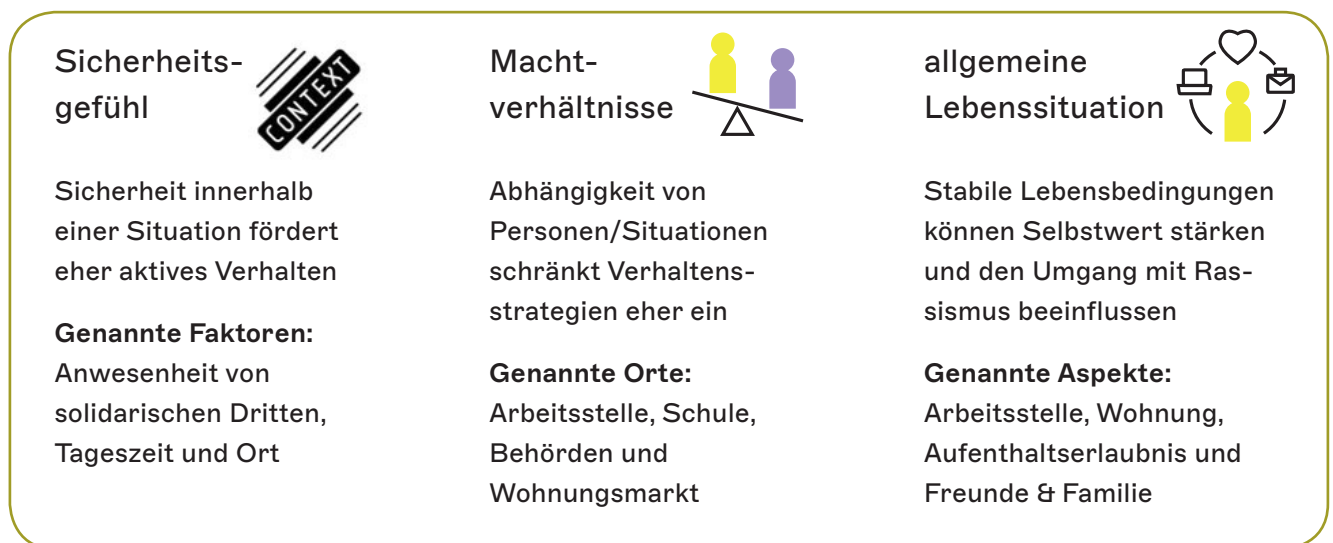 Sicherheits-
gefühl
CONTEXT
Sicherheit innerhalb
einer Situation fördert
eher aktives Verhalten
Genannte Faktoren:
Anwesenheit von
solidarischen Dritten,
Tageszeit und Ort
Macht-
verhältnisse
Abhängigkeit von
Personen/Situationen
schränkt Verhaltens-
strategien eher ein
Genannte Orte:
Arbeitsstelle, Schule,
Behörden und
Wohnungsmarkt
allgemeine
Lebenssituation
Stabile Lebensbedingungen
können Selbstwert stärken
und den Umgang mit Ras-
sismus beeinflussen
Genannte Aspekte:
Arbeitsstelle, Wohnung,
Aufenthaltserlaubnis und
Freunde & Familie